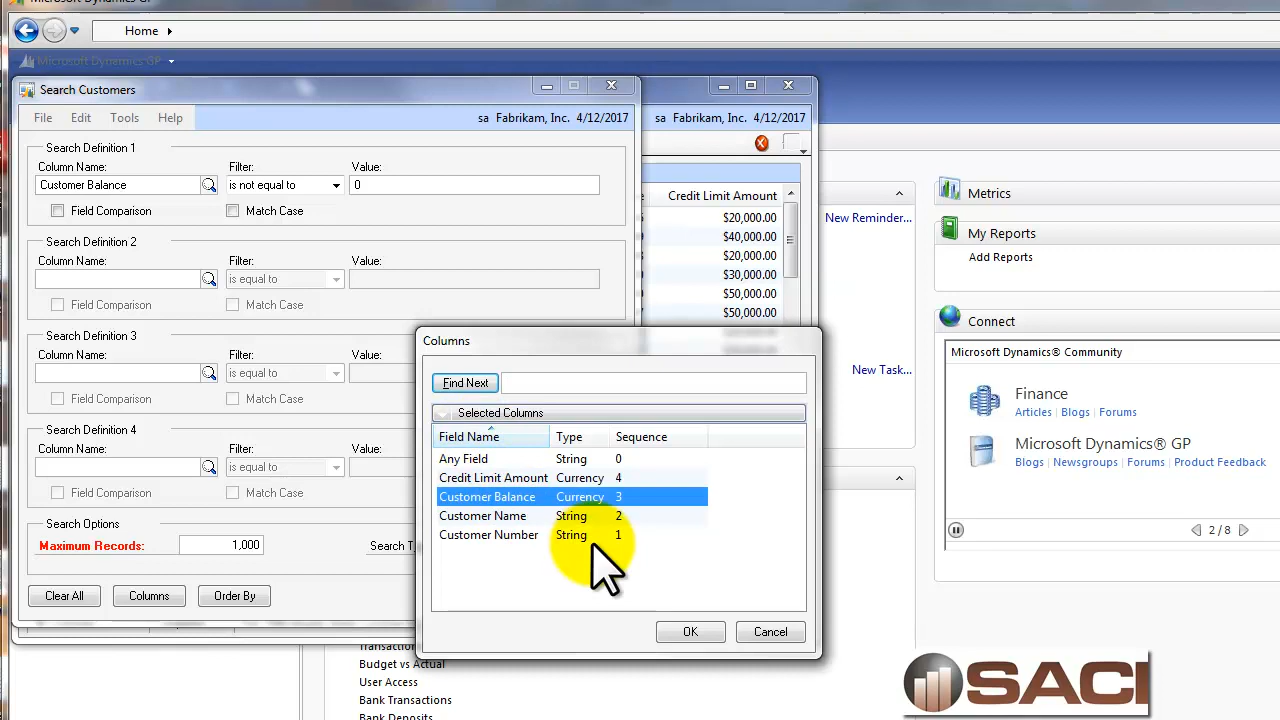 Microsoft Dynamics GP
Home
Microsoft Dynamics GP
Search Customers
File Edit Tools Help
sa Fabrikam, Inc. 4/12/2017
sa Fabrikam, Inc. 4/12/2017
Search Definition 1
Column Name: Filter: Value:
Customer Balance is not equal to 0
Field Comparison Match Case
Search Definition 2
Column Name: Filter: Value:
is equal to
Field Comparison Match Case
Search Definition 3
Column Name: Filter: Value:
is equal to
Field Comparison Match Case
Search Definition 4
Column Name: Filter:
is equal to
Field Comparison Match Case
Search Options
Maximum Records: 1,000
Clear All Columns Order By
Credit Limit Amount
$20,000.00
$40,000.00
$20,000.00
$30,000.00
$50,000.00
$50,000.00
Columns
Find Next
Selected Columns
Field Name Type Sequence
Any Field String 0
Credit Limit Amount Currency 4
Customer Balance Currency 3
Customer Name String 2
Customer Number String 1
OK Cancel
Budget vs Actual
User Access
Bank Transactions
Bank Deposits
New Reminder...
New Task...
Metrics
My Reports
Add Reports
Connect
Microsoft Dynamics® Community
Finance
Articles Blogs Forums
Microsoft Dynamics® GP
Blogs Newsgroups Forums Product Feedback
2 / 8